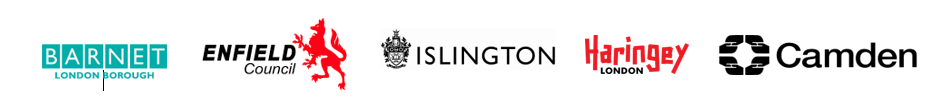 BARNET
LONDON BOROUGH
ENFIELD
Council
ISLINGTON
Haringey
LONDON
Camden